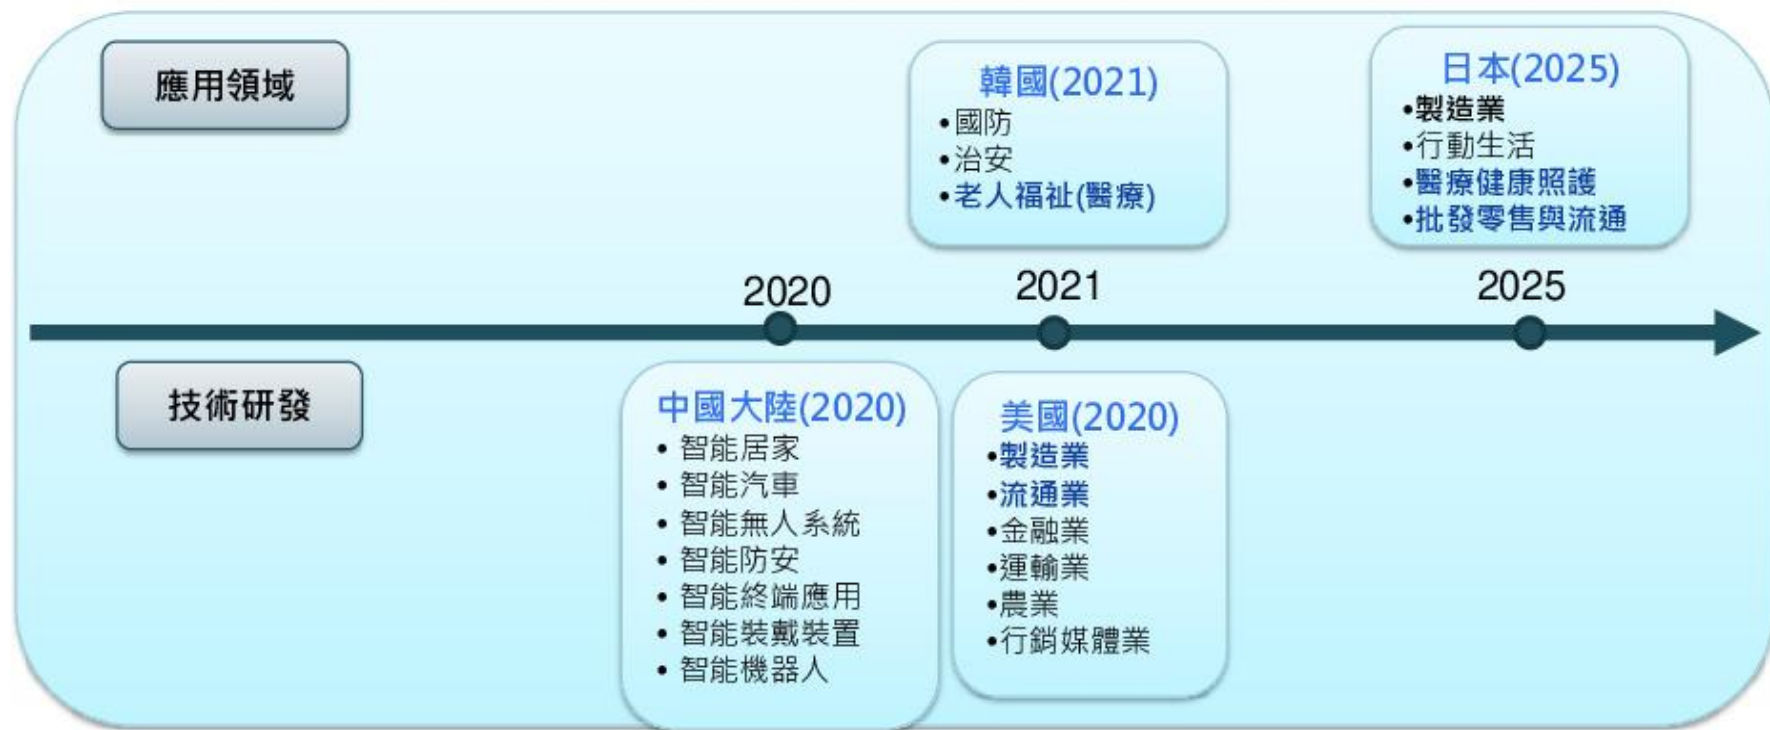 應用領域
韓國(2021)
•國防
•治安
•老人福祉(醫療)
日本(2025)
•製造業
•行動生活
•醫療健康照護
•批發零售與流通
2020
2021
2025
技術研發
中國大陸(2020)
• 智能居家
• 智能汽車
• 智能無人系統
• 智能防安
• 智能終端應用
• 智能裝戴裝置
• 智能機器人
美國(2020)
•製造業
•流通業
•金融業
•運輸業
•農業
•行銷媒體業